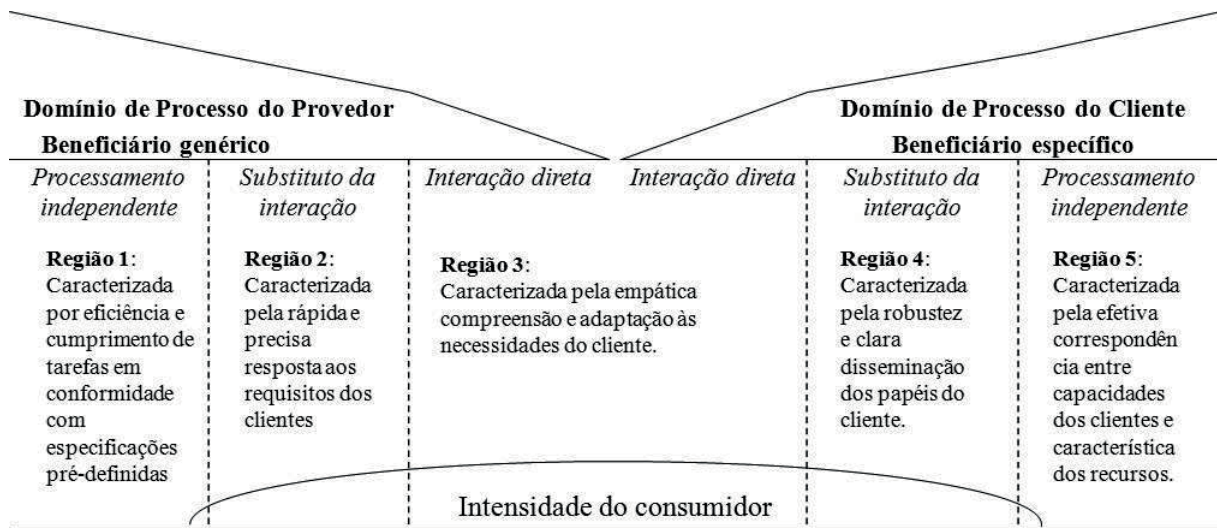 Domínio de Processo do Provedor
Beneficiário genérico
Domínio de Processo do Cliente
Beneficiário específico
Processamento
independente
Substituto da
interação
Interação direta
Interação direta
Substituto da
interação
Processamento
independente
Região 1:
Caracterizada
por eficiência e
cumprimento de
tarefas em
conformidade
com
especificações
pré-definidas
Região 2:
Caracterizada
pela rápida e
precisa
resposta aos
requisitos dos
clientes
Região 3:
Caracterizada pela empática
compreensão e adaptação às
necessidades do cliente.
Região 4:
Caracterizada
pela robustez
e clara
disseminação
dos papéis do
cliente.
Região 5:
Caracterizada
pela efetiva
correspondên
cia entre
capacidades
dos clientes e
característica
dos recursos.
Intensidade do consumidor